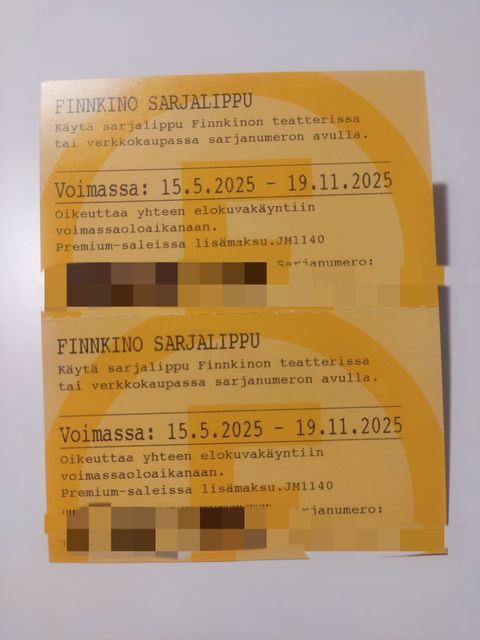 FINNKINO SARJALIPPU
Käytä sarjalippu Finnkinon teatterissa
tai verkkokaupassa sarjanumeron avulla.
Voimassa: 15.5.2025 - 19.11.2025
Oikeuttaa yhteen elokuvakäyntiin
voimassaoloaikanaan.
Premium-saleissa lisämaksu.JM1140
Sarjanumero:
FINNKINO SARJALIPPU
Käytä sarjalippu Finnkinon teatterissa
tai verkkokaupassa sarjanumeron avulla.
Voimassa: 15.5.2025 - 19.11.2025
Oikeuttaa yhteen elokuvakäyntiin
voimassaoloaikanaan.
Premium-saleissa lisämaksu.JM1140
rjanumero: